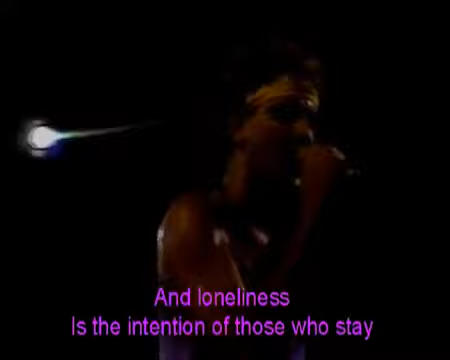 And loneliness
Is the intention of those who stay